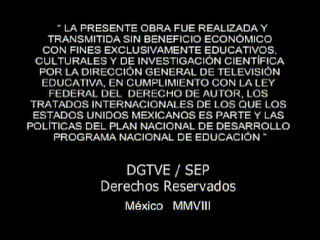 " LA PRESENTE OBRA FUE REALIZADA Y
TRANSMITIDA SIN BENEFICIO ECONÓMICO
CON FINES EXCLUSIVAMENTE EDUCATIVOS,
CULTURALES Y DE INVESTIGACIÓN CIENTÍFICA
POR LA DIRECCIÓN GENERAL DE TELEVISIÓN
EDUCATIVA, EN CUMPLIMIENTO CON LA LEY
FEDERAL DEL DERECHO DE AUTOR, LOS
TRATADOS INTERNACIONALES DE LOS QUE LOS
ESTADOS UNIDOS MEXICANOS ES PARTE Y LAS
POLÍTICAS DEL PLAN NACIONAL DE DESARROLLO
PROGRAMA NACIONAL DE EDUCACIÓN "
DGTVE / SEP
Derechos Reservados
México MMVIII